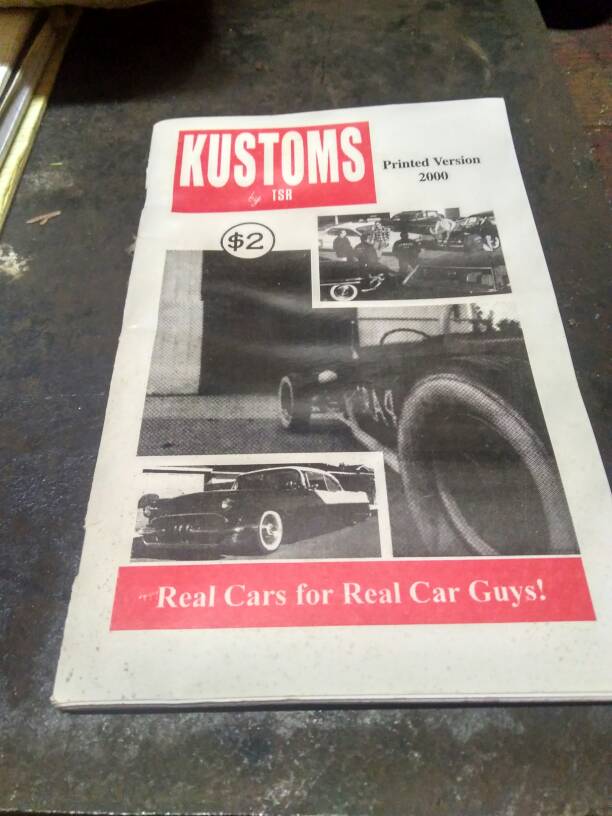 KUSTOMS
by TSR
Printed Version
2000
$2
Real Cars for Real Car Guys!